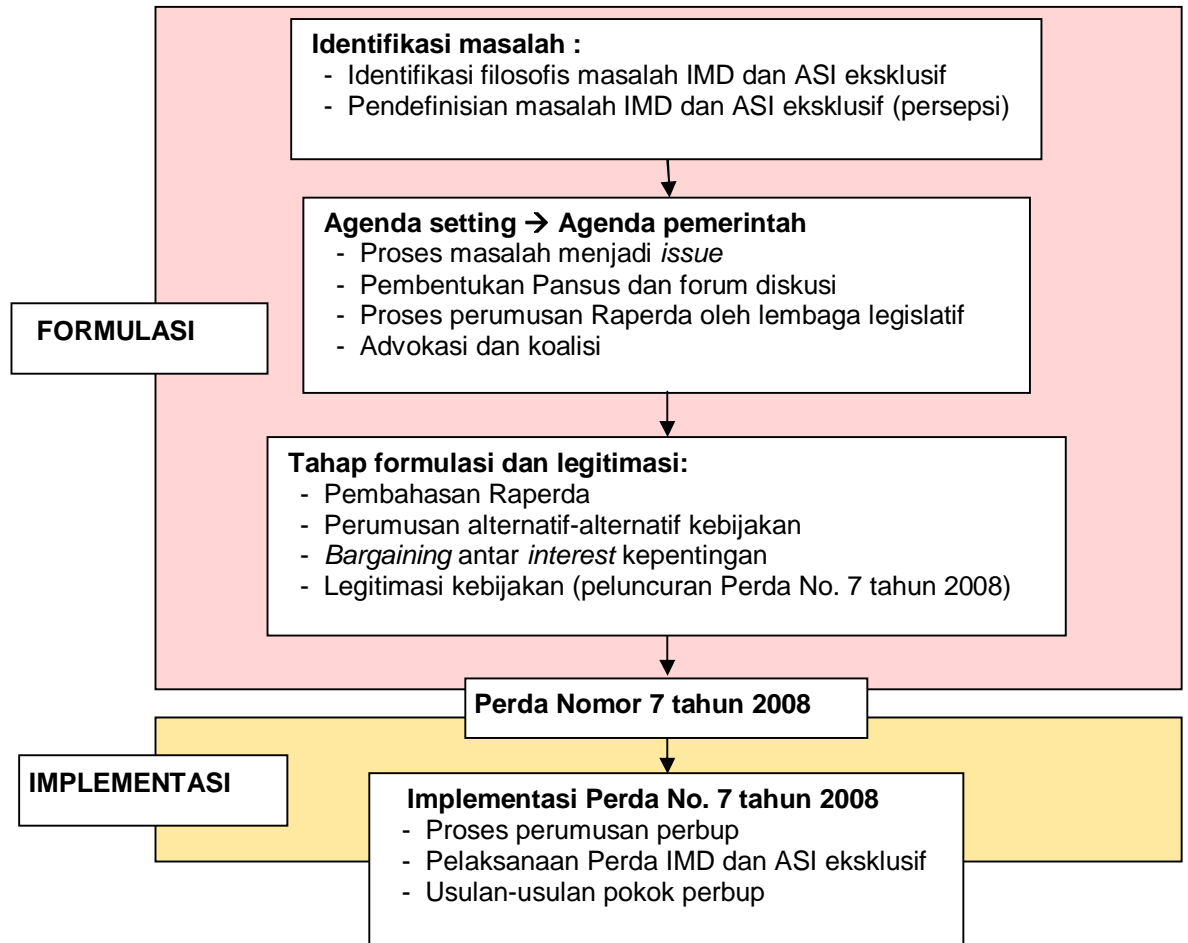 Identifikasi masalah :
- Identifikasi filosofis masalah IMD dan ASI eksklusif
- Pendefinisian masalah IMD dan ASI eksklusif (persepsi)
Agenda setting → Agenda pemerintah
- Proses masalah menjadi issue
- Pembentukan Pansus dan forum diskusi
- Proses perumusan Raperda oleh lembaga legislatif
- Advokasi dan koalisi
FORMULASI
Tahap formulasi dan legitimasi:
- Pembahasan Raperda
- Perumusan alternatif-alternatif kebijakan
- Bargaining antar interest kepentingan
- Legitimasi kebijakan (peluncuran Perda No. 7 tahun 2008)
Perda Nomor 7 tahun 2008
IMPLEMENTASI
Implementasi Perda No. 7 tahun 2008
- Proses perumusan perbup
- Pelaksanaan Perda IMD dan ASI eksklusif
- Usulan-usulan pokok perbup